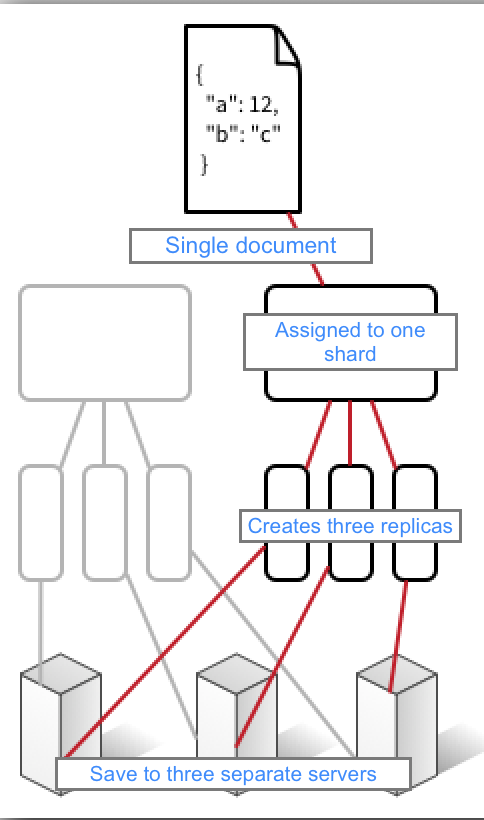 {
"a": 12,
"b": "c"
}
Single document
Assigned to one
shard
Creates three replicas
Save to three separate servers